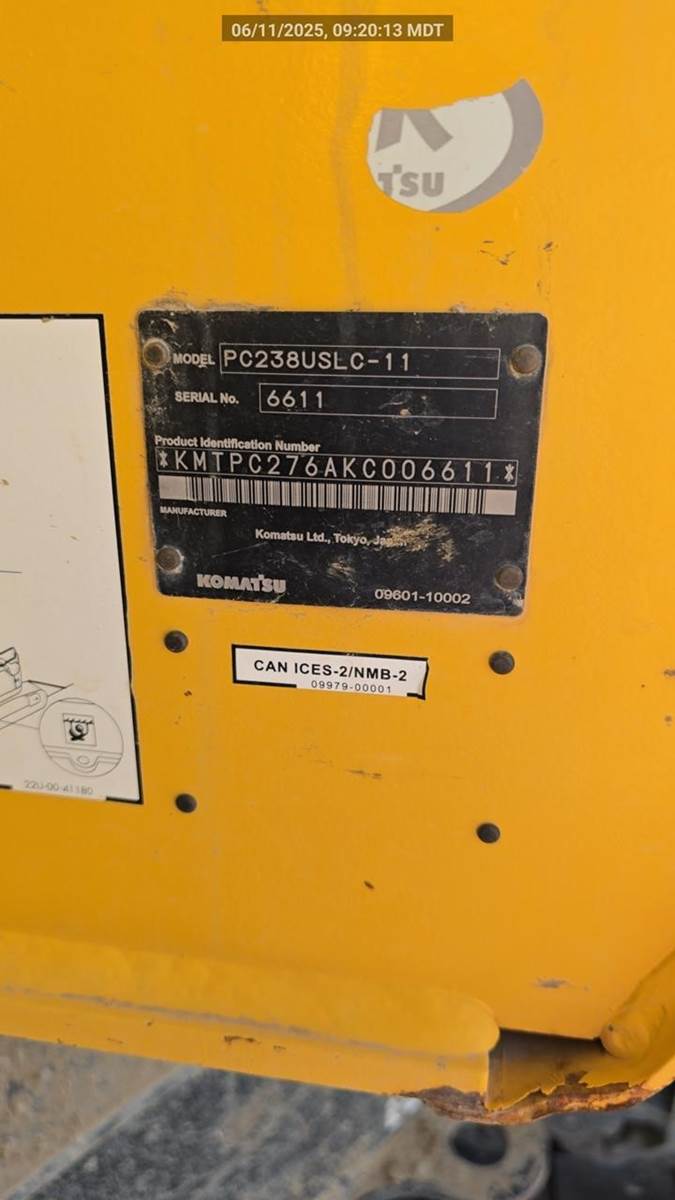 06/11/2025, 09:20:13 MDT
K
TSU
MODEL PC238USLC-11
SERIAL No. 6611
Product Identification Number
*KMTPC276AKC006611*
MANUFACTURER
Komatsu Ltd., Tokyo, Japan
KOMATSU
09601-10002
CAN ICES-2/NMB-2
09979-00001
22U-00-41180